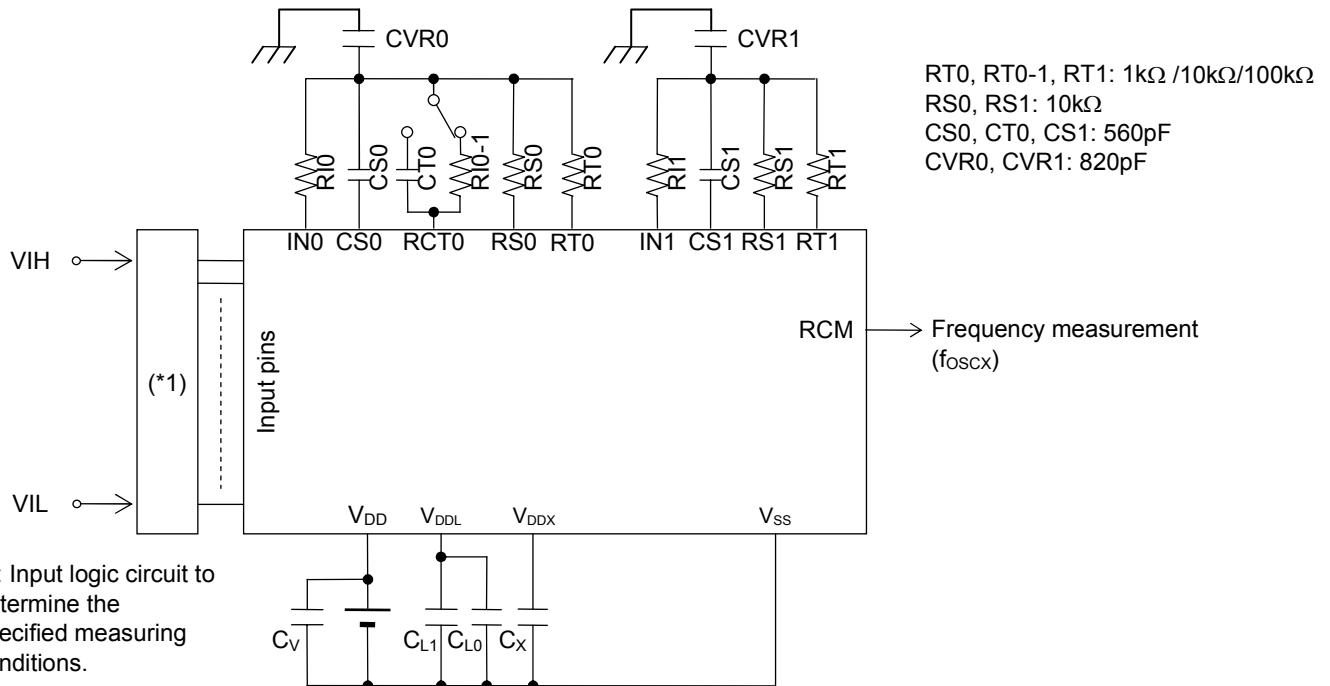 CVR0
CVR1
RT0, RT0-1, RT1: 1kΩ /10kΩ/100kΩ
RS0, RS1: 10kΩ
CS0, CT0, CS1: 560pF
CVR0, CVR1: 820pF
RI0
CS0
CT0
RI0-1
RS0
RT0
RI1
CS1
RS1
RT1
IN0 CS0 RCT0 RS0 RT0
IN1 CS1 RS1 RT1
VIH
(*1)
Input pins
RCM
Frequency measurement
(fOSCX)
VIL
VDD VDDL VDDX VSS
: Input logic circuit to
termine the
ecified measuring
nditions.
CV
CL1
CL0
CX